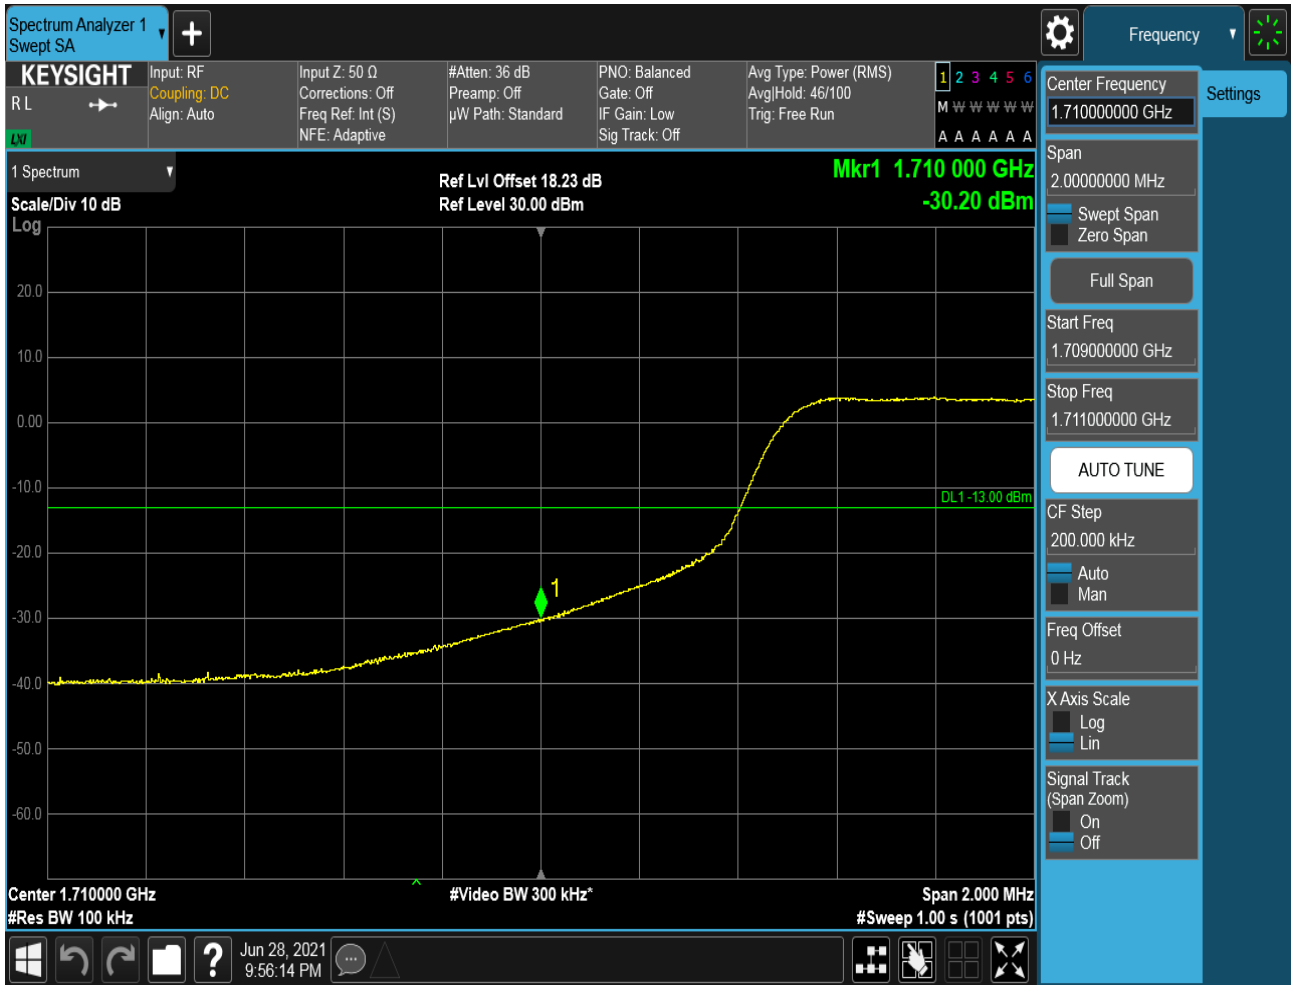 Spectrum Analyzer 1
Swept SA
Frequency
KEYSIGHT
R L
LXI
Input: RF
Coupling: DC
Align: Auto
Input Z: 50 Ω
Corrections: Off
Freq Ref: Int (S)
NFE: Adaptive
#Atten: 36 dB
Preamp: Off
µW Path: Standard
PNO: Balanced
Gate: Off
IF Gain: Low
Sig Track: Off
Avg Type: Power (RMS)
Avg|Hold: 46/100
Trig: Free Run
1 2 3 4 5 6
M W W W W W
A A A A A A
1 Spectrum
Scale/Div 10 dB
Log
Ref Lvl Offset 18.23 dB
Ref Level 30.00 dBm
Mkr1 1.710 000 GHz
-30.20 dBm
20.0
10.0
0.00
-10.0
-20.0
-30.0
-40.0
-50.0
-60.0
DL1 -13.00 dBm
1
Center 1.710000 GHz
#Res BW 100 kHz
#Video BW 300 kHz*
Span 2.000 MHz
#Sweep 1.00 s (1001 pts)
Jun 28, 2021
9:56:14 PM
Center Frequency
1.710000000 GHz
Settings
Span
2.00000000 MHz
Swept Span
Zero Span
Full Span
Start Freq
1.709000000 GHz
Stop Freq
1.711000000 GHz
AUTO TUNE
CF Step
200.000 kHz
Auto
Man
Freq Offset
0 Hz
X Axis Scale
Log
Lin
Signal Track
(Span Zoom)
On
Off